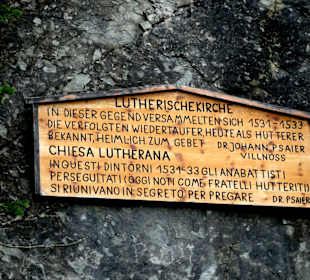 LUTHERISCHEKIRCHE
IN DIESER GEGEND VERSAMMELTEN SICH 1531-1533
DIE VERFOLGTEN WIEDERTÄUFER, HEUTE ALS HUTTERER
BEKANNT, HEIMLICH ZUM GEBET DR. JOHANN PSAIER
VILLNÖSS
CHIESA LUTHERANA
IN QUESTI DINTORNI 1531-33 GLI ANABATTISTI
PERSEGUITATI (OGGI NOTI COME FRATELLI HUTTERITI)
SI RIUNIVANO IN SEGRETO PER PREGARE DR. PSAIER